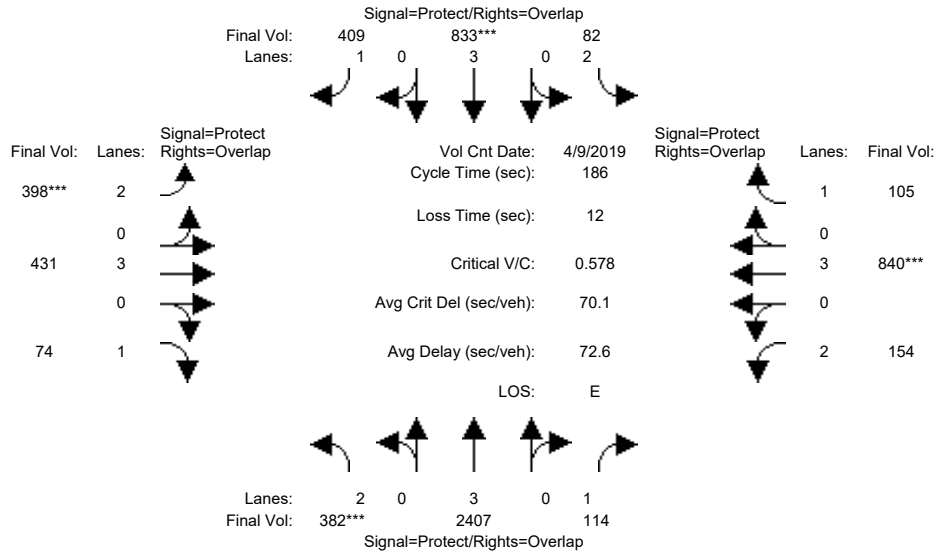 Signal=Protect/Rights=Overlap
Final Vol: 409 833*** 82
Lanes: 1 0 3 0 2
Signal=Protect
Final Vol: Lanes: Rights=Overlap
Vol Cnt Date: 4/9/2019
Signal=Protect
Rights=Overlap Lanes: Final Vol:
Cycle Time (sec): 186
398*** 2
1 105
Loss Time (sec): 12
0
0
431 3
Critical V/C: 0.578
3 840***
0
Avg Crit Del (sec/veh): 70.1
0
74 1
Avg Delay (sec/veh): 72.6
2 154
LOS: E
Lanes: 2 0 3 0 1
Final Vol: 382*** 2407 114
Signal=Protect/Rights=Overlap